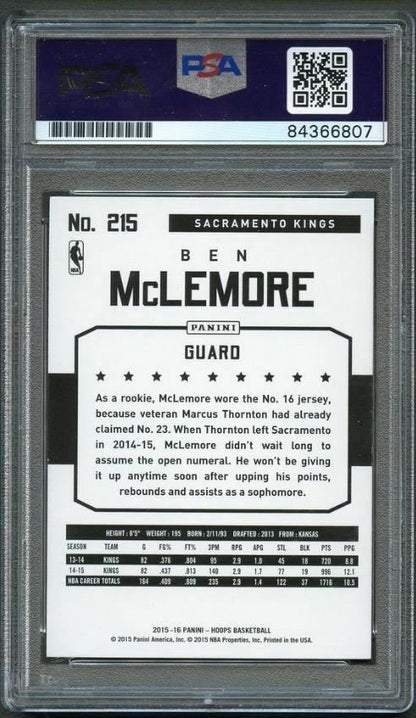 PSA
84366807
No. 215
SACRAMENTO KINGS
NBA
BEN
McLEMORE
PANINI
GUARD
As a rookie, McLemore wore the No. 16 jersey,
because veteran Marcus Thornton had already
claimed No. 23. When Thornton left Sacramento
in 2014-15, McLemore didn't wait long to
assume the open numeral. He won't be giving
it up anytime soon after upping his points,
rebounds and assists as a sophomore.
HEIGHT: 6'5" WEIGHT: 195 BORN: 2/11/93 DRAFTED: 2013 FROM: KANSAS
SEASON TEAM G FG% FT% 3PM RPG APG STL BLK PTS PPG
13-14 KINGS 82 .376 .804 95 2.9 1.0 45 18 720 8.8
14-15 KINGS 82 .437 .813 140 2.9 1.7 77 19 996 12.1
NBA CAREER TOTALS 164 .409 .809 235 2.9 1.4 122 37 1716 10.5
2015-16 PANINI – HOOPS BASKETBALL
© 2015 Panini America, Inc. © 2015 NBA Properties, Inc. Printed in the USA.